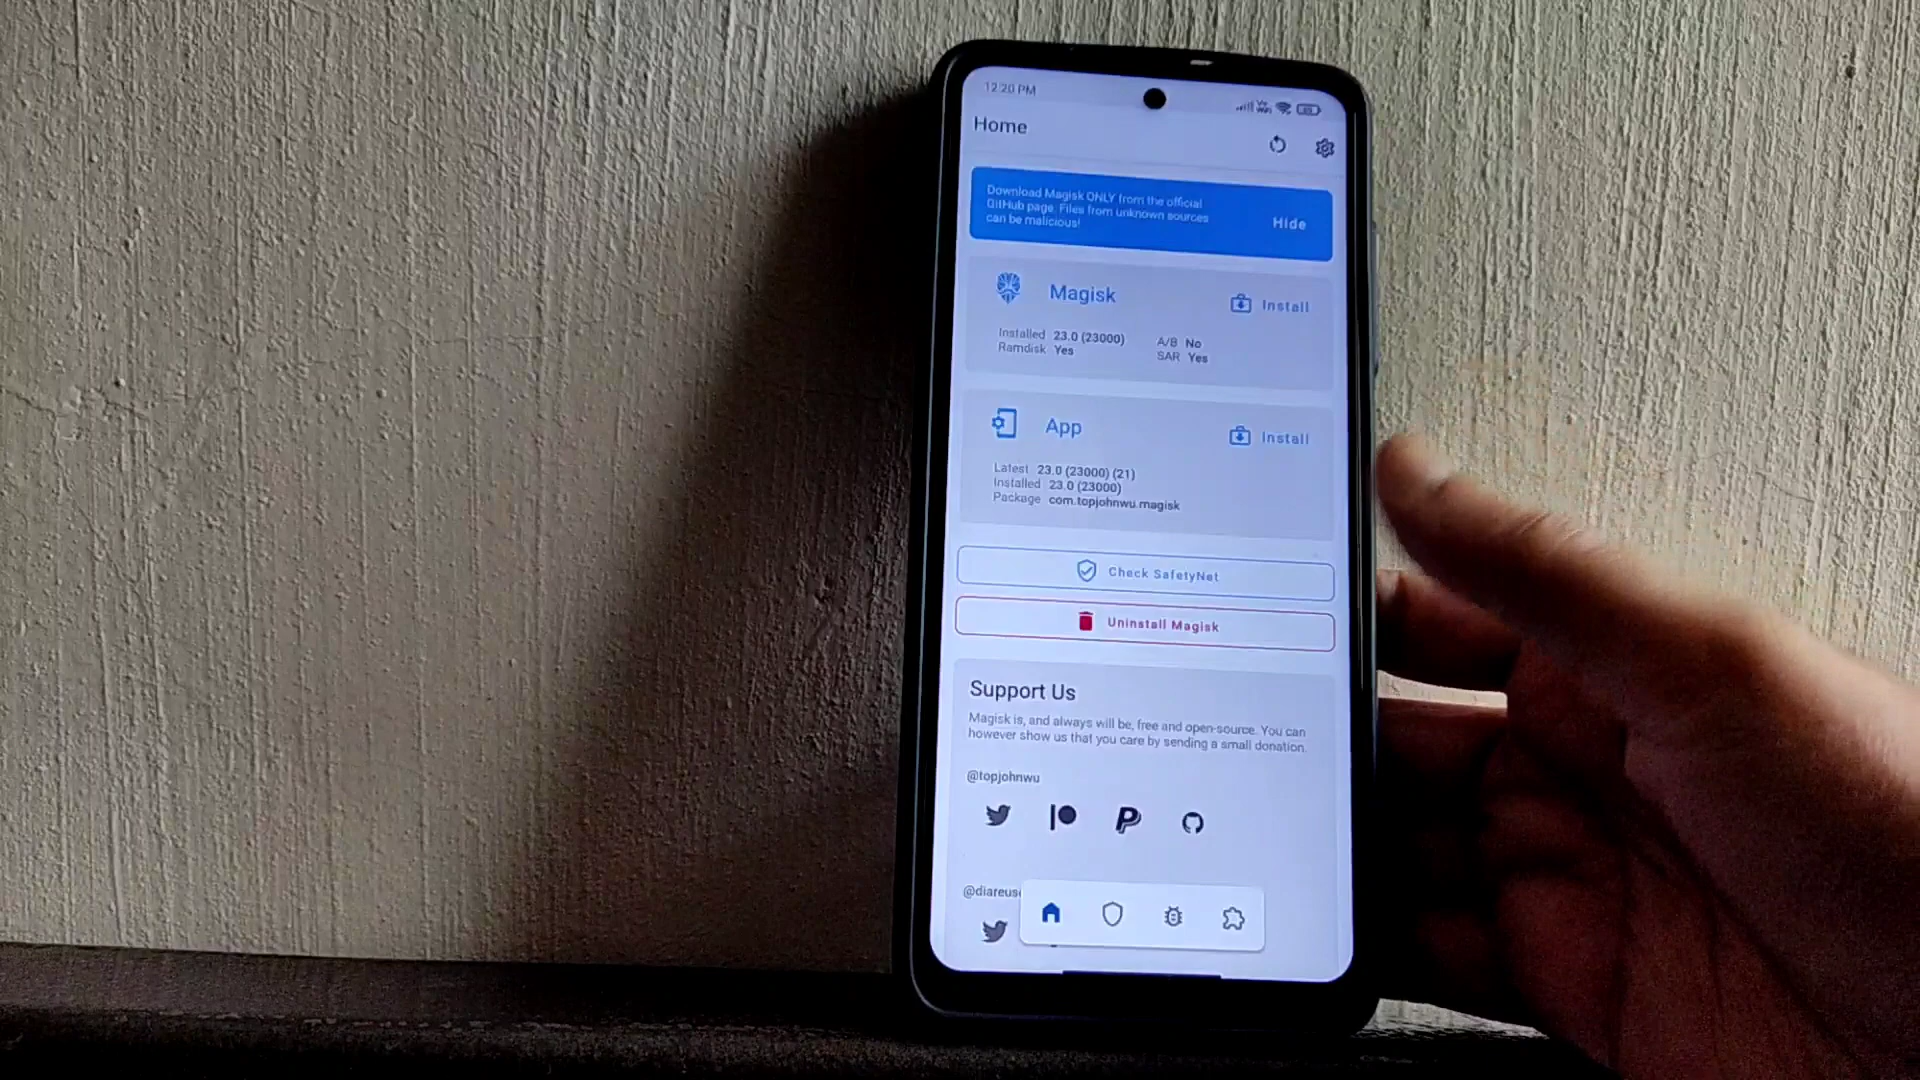 12:20 PM
Home
Download Magisk ONLY from the official
GitHub page. Files from unknown sources
can be malicious!
Hide
Magisk
Install
Installed 23.0 (23000)
A/B No
Ramdisk Yes
SAR Yes
App
Install
Latest 23.0 (23000) (21)
Installed 23.0 (23000)
Package com.topjohnwu.magisk
Check SafetyNet
Uninstall Magisk
Support Us
Magisk is, and always will be, free and open-source. You can
however show us that you care by sending a small donation.
@topjohnwu
@diareus